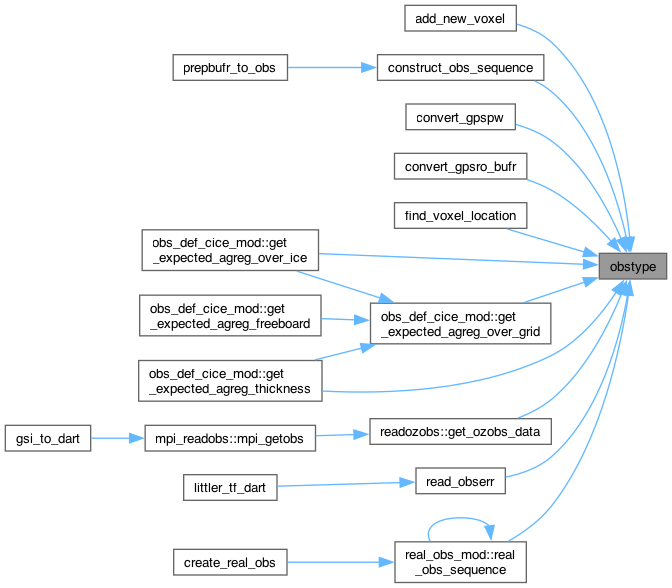 add_new_voxel
prepbufr_to_obs
construct_obs_sequence
convert_gpspw
convert_gpsro_bufr
find_voxel_location
obs_def_cice_mod::get
_expected_agreg_over_ice
obstype
obs_def_cice_mod::get
_expected_agreg_freeboard
obs_def_cice_mod::get
_expected_agreg_over_grid
obs_def_cice_mod::get
_expected_agreg_thickness
gsi_to_dart
mpi_readobs::mpi_getobs
readozobs::get_ozobs_data
littler_tf_dart
read_obserr
create_real_obs
real_obs_mod::real
_obs_sequence